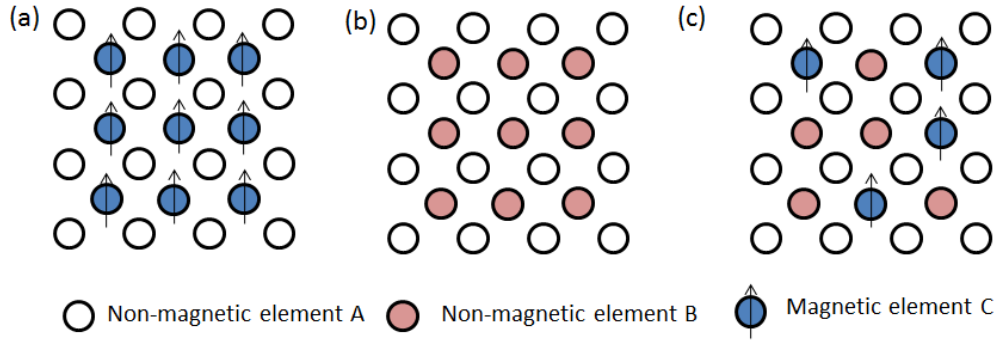 (a)
(b)
(c)
Non-magnetic element A
Non-magnetic element B
Magnetic element C